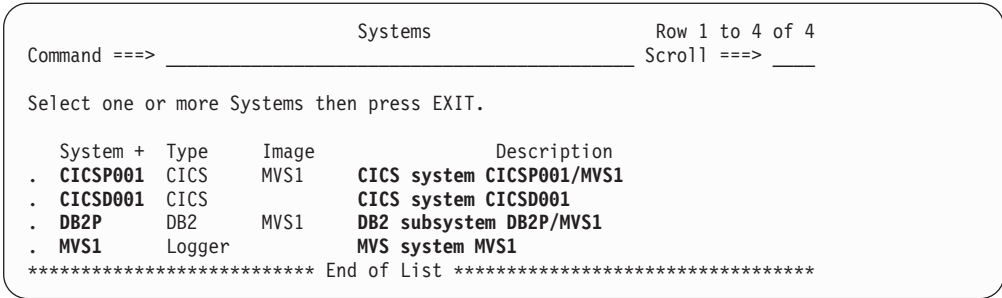 Systems Row 1 to 4 of 4
Command ===> ____________________________________________ Scroll ===> ____
Select one or more Systems then press EXIT.
System + Type Image Description
. CICSP001 CICS MVS1 CICS system CICSP001/MVS1
. CICSD001 CICS CICS system CICSD001
. DB2P DB2 MVS1 DB2 subsystem DB2P/MVS1
. MVS1 Logger MVS system MVS1
*************************** End of List **********************************